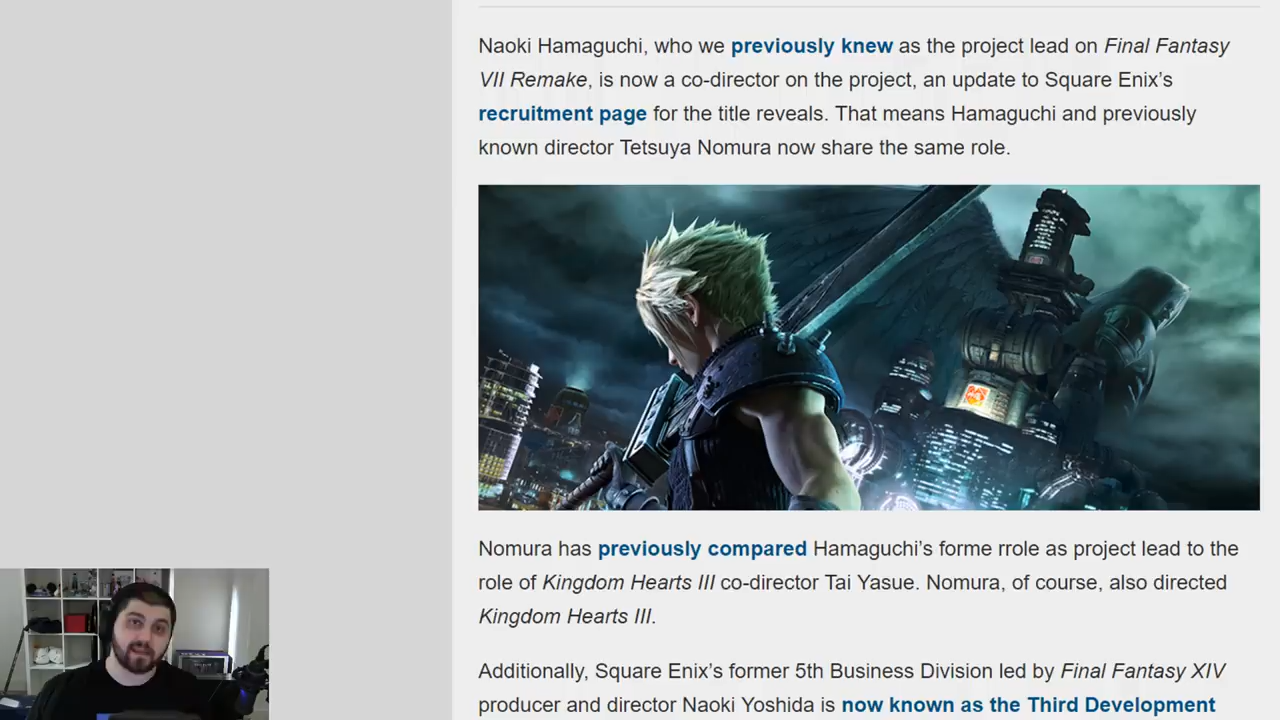 Naoki Hamaguchi, who we previously knew as the project lead on Final Fantasy
VII Remake, is now a co-director on the project, an update to Square Enix's
recruitment page for the title reveals. That means Hamaguchi and previously
known director Tetsuya Nomura now share the same role.
Nomura has previously compared Hamaguchi's forme rrole as project lead to the
role of Kingdom Hearts III co-director Tai Yasue. Nomura, of course, also directed
Kingdom Hearts III.
Additionally, Square Enix's former 5th Business Division led by Final Fantasy XIV
producer and director Naoki Yoshida is now known as the Third Development